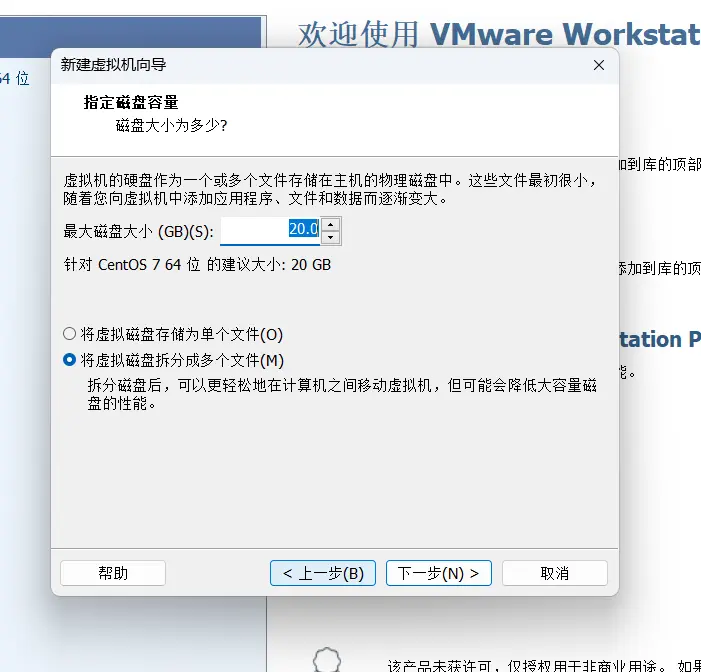 欢迎使用 VMware Workstat
新建虚拟机向导
64 位
指定磁盘容量
磁盘大小为多少?
加到库的顶部
虚拟机的硬盘作为一个或多个文件存储在主机的物理磁盘中。这些文件最初很小，
随着您向虚拟机中添加应用程序、文件和数据而逐渐变大。
最大磁盘大小 (GB)(S): 20.0
针对 CentOS 7 64 位 的建议大小: 20 GB
添加到库的顶
将虚拟磁盘存储为单个文件(O)
tation P
将虚拟磁盘拆分成多个文件(M)
能。
拆分磁盘后，可以更轻松地在计算机之间移动虚拟机，但可能会降低大容量磁
盘的性能。
帮助
< 上一步(B)
下一步(N) >
取消
该产品未获许可，仅授权用于非商业用途。 如果